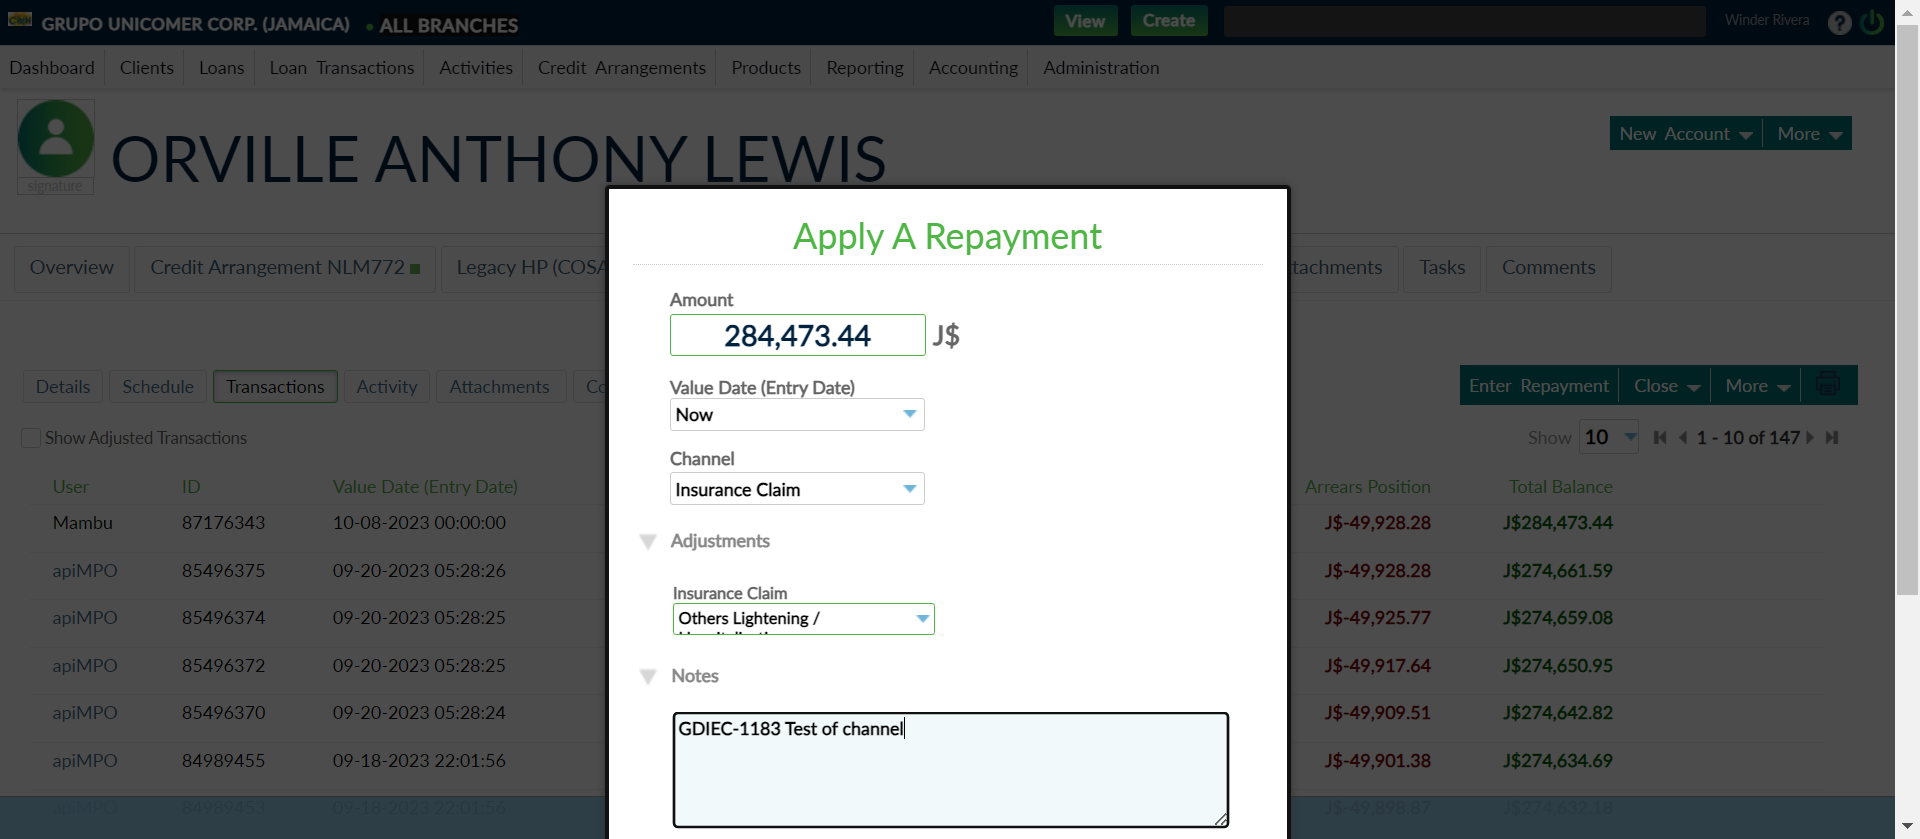 GRUPO UNICOMER CORP. (JAMAICA) • ALL BRANCHES View Create Winder Rivera ?
Dashboard Clients Loans Loan Transactions Activities Credit Arrangements Products Reporting Accounting Administration
signature
ORVILLE ANTHONY LEWIS
New Account More
Overview Credit Arrangement NLM772 Legacy HP (COSA ttachments Tasks Comments
Details Schedule Transactions Activity Attachments Co
Enter Repayment Close More
Show Adjusted Transactions
Show 10 1 - 10 of 147
User ID Value Date (Entry Date) Arrears Position Total Balance
Mambu 87176343 10-08-2023 00:00:00 J$-49,928.28 J$284,473.44
apiMPO 85496375 09-20-2023 05:28:26 J$-49,928.28 J$274,661.59
apiMPO 85496374 09-20-2023 05:28:25 J$-49,925.77 J$274,659.08
apiMPO 85496372 09-20-2023 05:28:25 J$-49,917.64 J$274,650.95
apiMPO 85496370 09-20-2023 05:28:24 J$-49,909.51 J$274,642.82
apiMPO 84989455 09-18-2023 22:01:56 J$-49,901.38 J$274,634.69
apiMPO 84989453 09-18-2023 22:01:56 J$-49,898.87 J$274,632.18
Apply A Repayment
Amount
284,473.44 J$
Value Date (Entry Date)
Now
Channel
Insurance Claim
Adjustments
Insurance Claim
Others Lightening /
Notes
GDIEC-1183 Test of channel